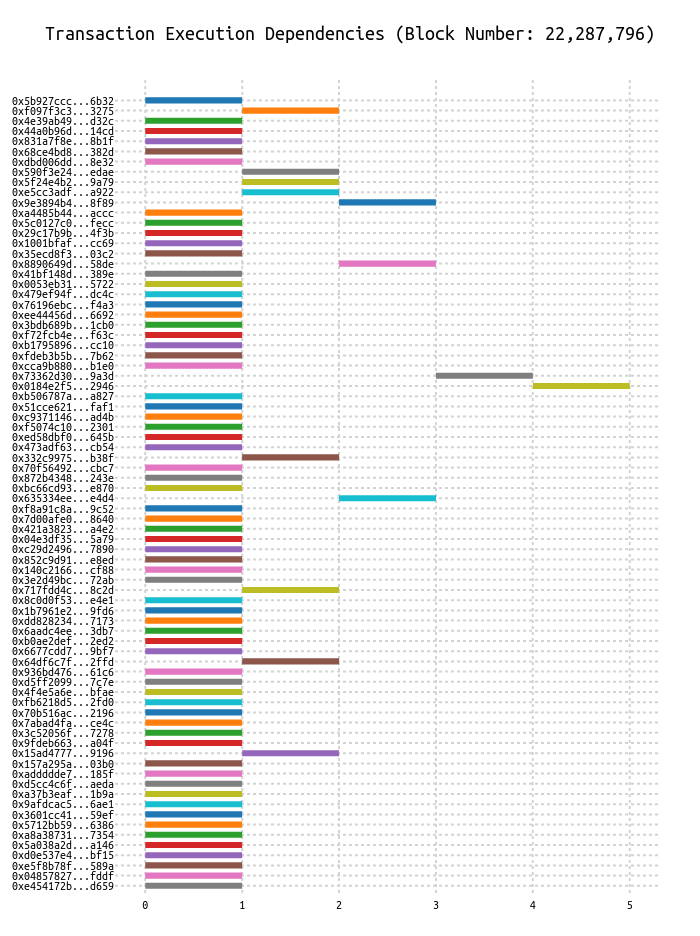 Transaction Execution Dependencies (Block Number: 22,287,796)
0x5b927ccc...6b32
0xf097f3c3...3275
0x4e39ab49...d32c
0x44a0b96d...14cd
0x831a7f8e...8b1f
0x68ce4bd8...382d
0xdbd006dd...8e32
0x590f3e24...edae
0x5f24e4b2...9a79
0xe5cc3adf...a922
0x9e3894b4...8f89
0xa4485b44...accc
0x5c0127c0...fecc
0x29c17b9b...4f3b
0x1001bfaf...cc69
0x35ecd8f3...03c2
0x8890649d...58de
0x41bf148d...389e
0x0053eb31...5722
0x479ef94f...dc4c
0x76196ebc...f4a3
0xee44456d...6692
0x3bdb689b...1cb0
0xf72fcb4e...f63c
0xb1795896...cc10
0xfdeb3b5b...7b62
0xcca9b880...b1e0
0x73362d30...9a3d
0x0184e2f5...2946
0xb506787a...a827
0x51cce621...faf1
0xc9371146...ad4b
0xf5074c10...2301
0xed58dbf0...645b
0x473adf63...cb54
0x332c9975...b38f
0x70f56492...cbc7
0x872b4348...243e
0xbc66cd93...e870
0x635334ee...e4d4
0xf8a91c8a...9c52
0x7d00afe0...8640
0x421a3823...a4e2
0x04e3df35...5a79
0xc29d2496...7890
0x852c9d91...e8ed
0x140c2166...cf88
0x3e2d49bc...72ab
0x717fdd4c...8c2d
0x8c0d0f53...e4e1
0x1b7961e2...9fd6
0xdd828234...7173
0x6aadc4ee...3db7
0xb0ae2def...2ed2
0x6677cdd7...9bf7
0x64df6c7f...2ffd
0x936bd476...61c6
0xd5ff2099...7c7e
0x4f4e5a6e...bfae
0xfb6218d5...2fd0
0x70b516ac...2196
0x7abad4fa...ce4c
0x3c52056f...7278
0x9fdeb663...a04f
0x15ad4777...9196
0x157a295a...03b0
0xaddddde7...185f
0xd5cc4c6f...aeda
0xa37b3eaf...1b9a
0x9afdcac5...6ae1
0x3601cc41...59ef
0x5712bb59...6386
0xa8a38731...7354
0x5a038a2d...a146
0xd0e537e4...bf15
0xe5f8b78f...589a
0x04857827...fddf
0xe454172b...d659
0 1 2 3 4 5